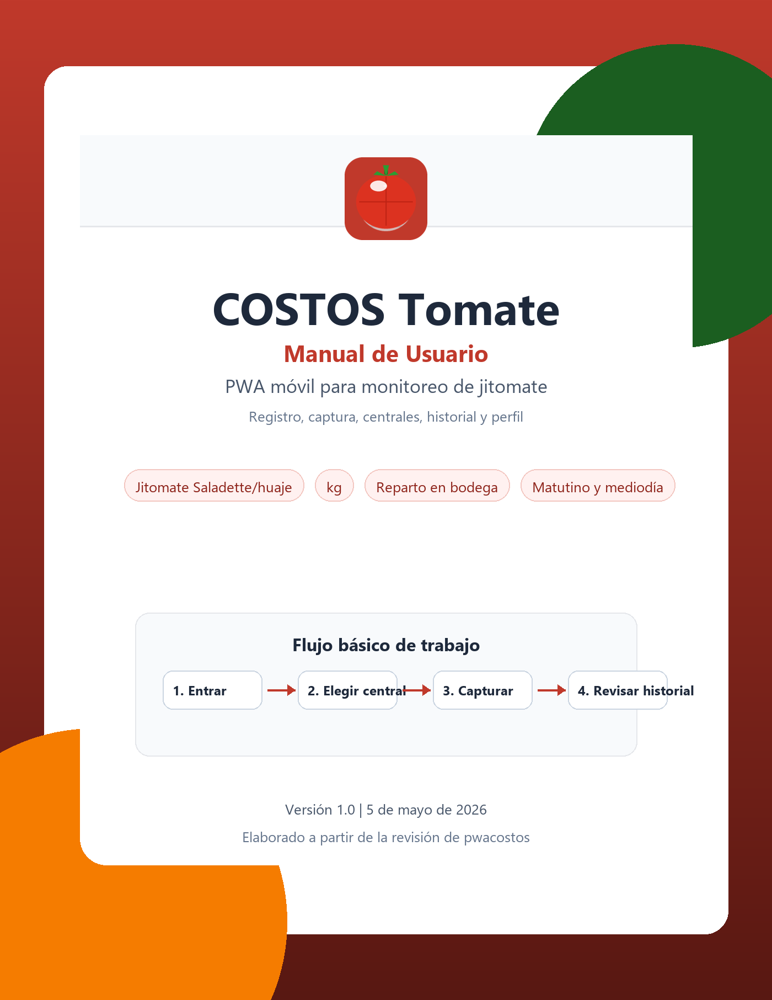 COSTOS Tomate
Manual de Usuario
PWA móvil para monitoreo de jitomate
Registro, captura, centrales, historial y perfil
Jitomate Saladette/huaje
kg
Reparto en bodega
Matutino y mediodía
Flujo básico de trabajo
1. Entrar
2. Elegir central
3. Capturar
4. Revisar historial
Versión 1.0 | 5 de mayo de 2026
Elaborado a partir de la revisión de pwacostos